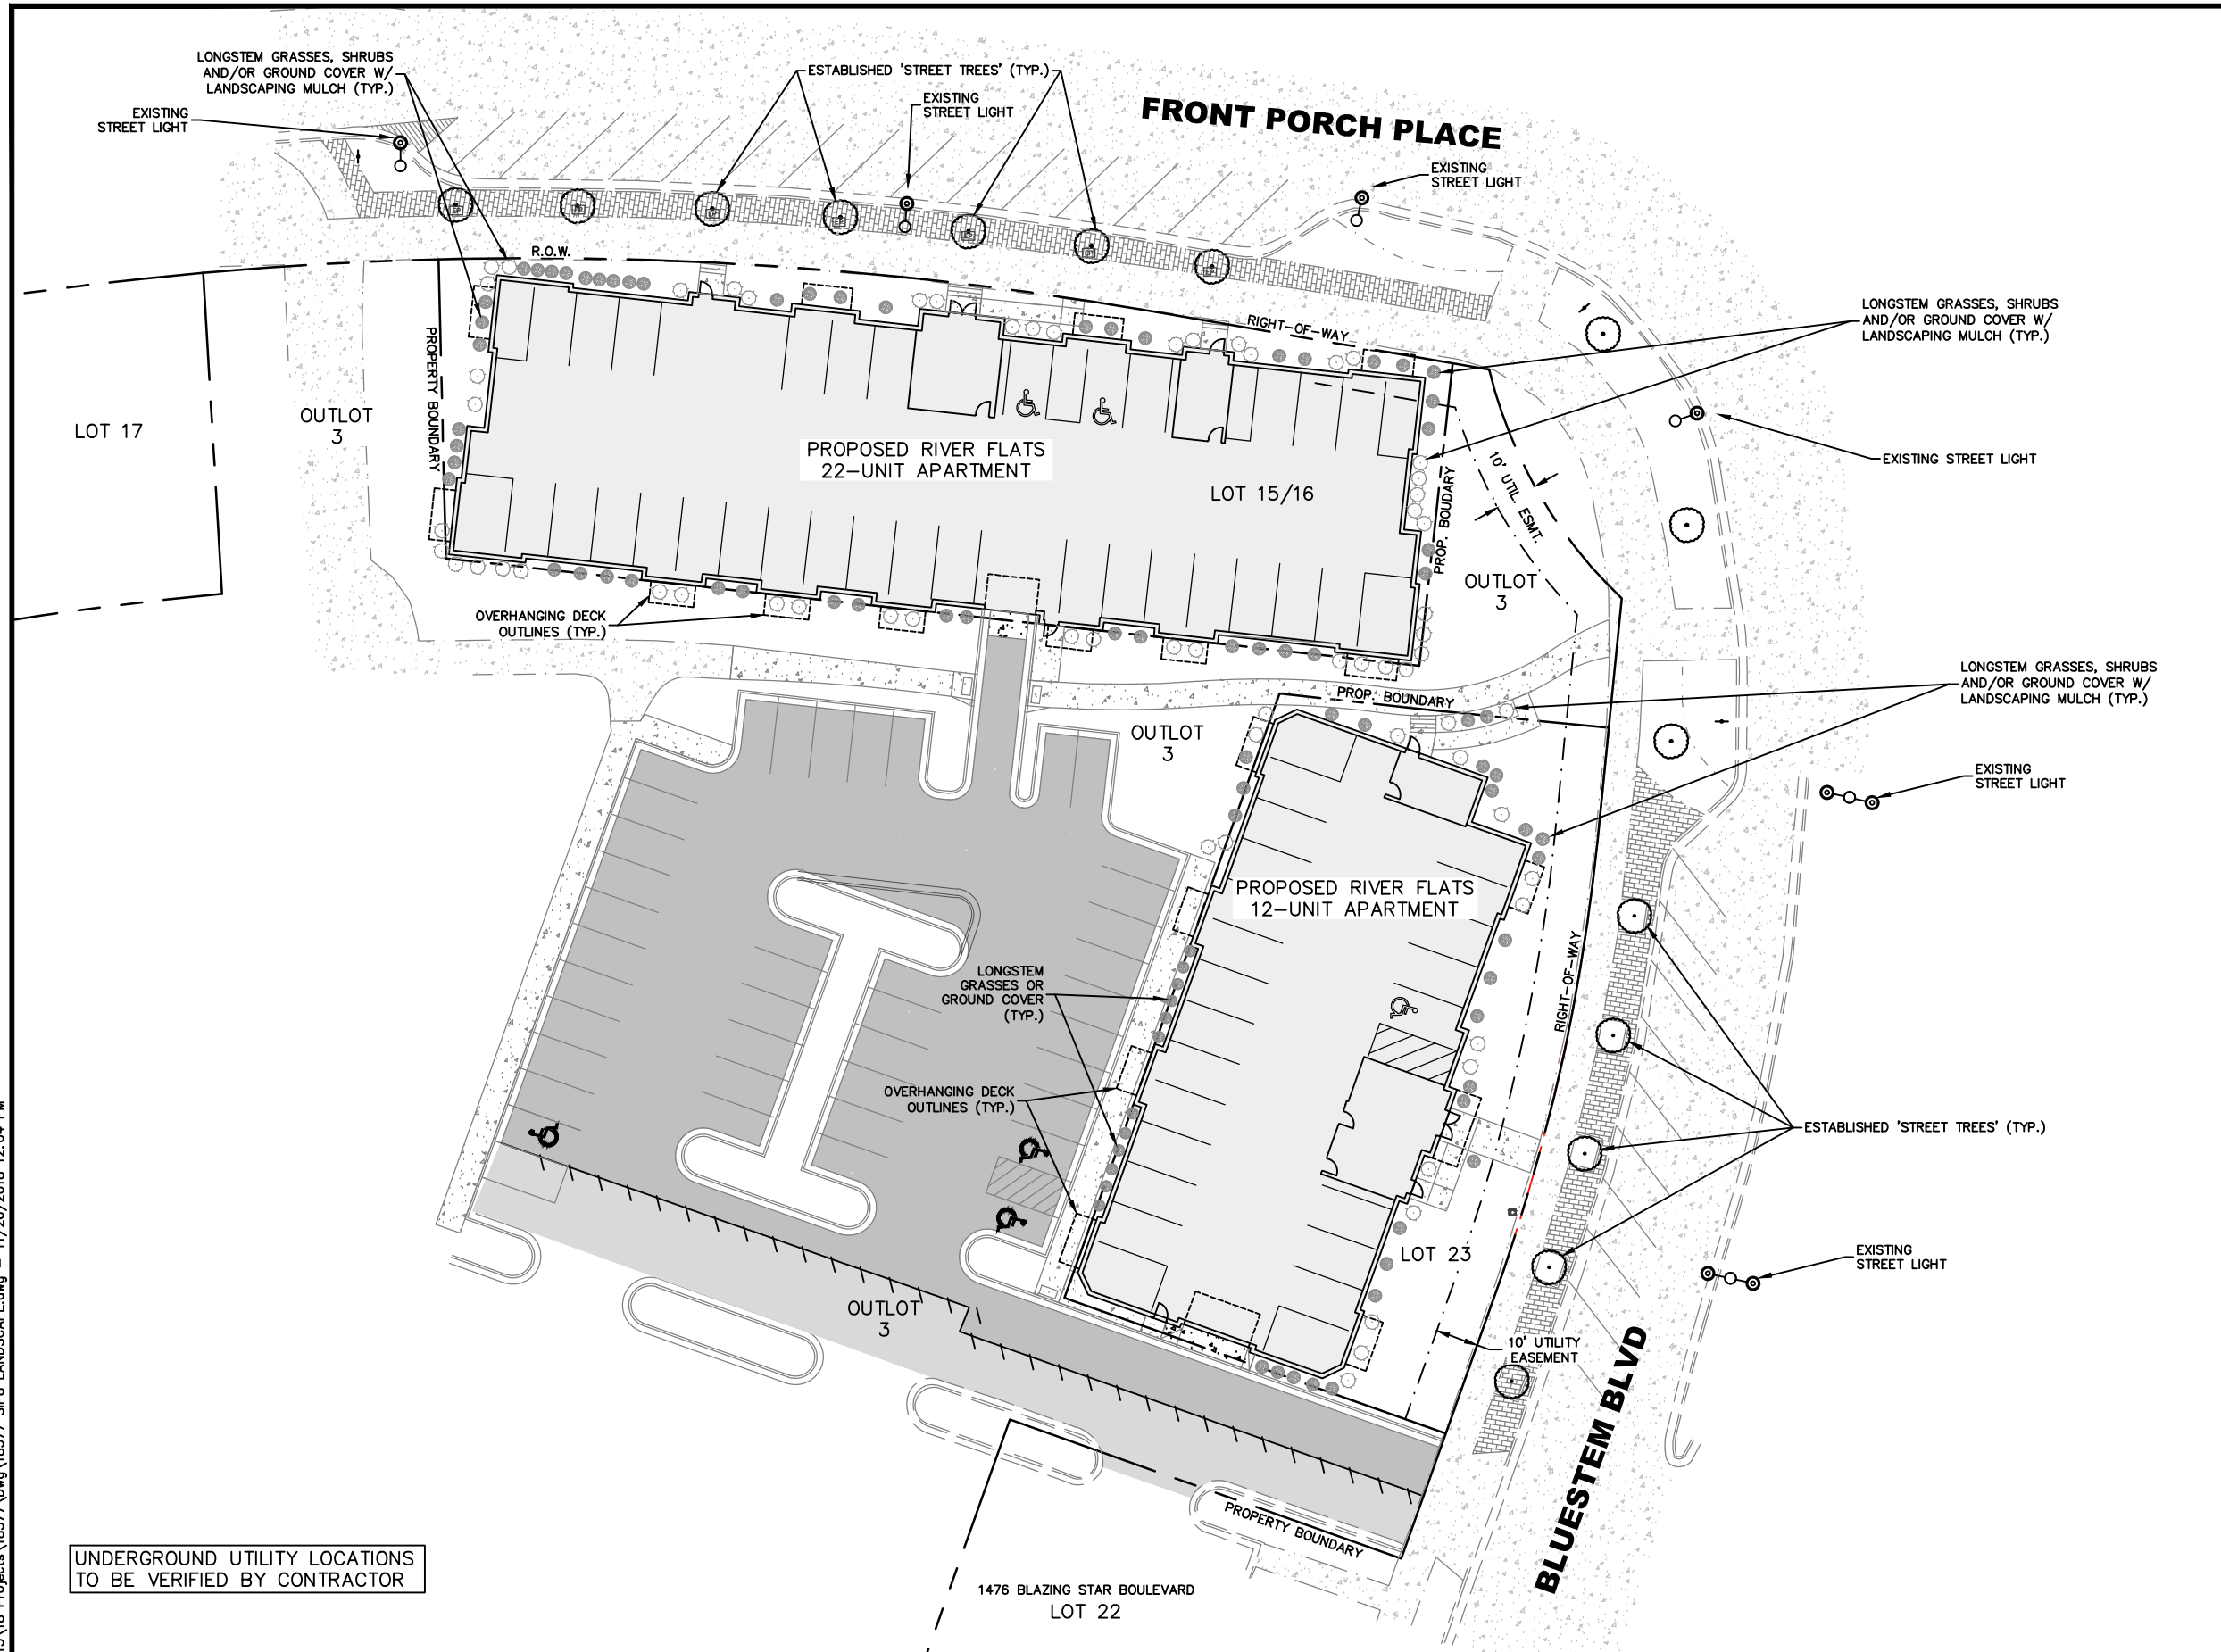 LONGSTEM GRASSES, SHRUBS
AND/OR GROUND COVER W/
LANDSCAPING MULCH (TYP.)
EXISTING
STREET LIGHT
ESTABLISHED 'STREET TREES' (TYP.)
EXISTING
STREET LIGHT
FRONT PORCH PLACE
EXISTING
STREET LIGHT
R.O.W.
RIGHT-OF-WAY
LONGSTEM GRASSES, SHRUBS
AND/OR GROUND COVER W/
LANDSCAPING MULCH (TYP.)
PROPERTY BOUNDARY
LOT 17
OUTLOT
3
PROPOSED RIVER FLATS
22-UNIT APARTMENT
LOT 15/16
PROP. BOUDARY
10' UTIL. ESMT.
EXISTING STREET LIGHT
OUTLOT
3
OVERHANGING DECK
OUTLINES (TYP.)
PROP. BOUNDARY
LONGSTEM GRASSES, SHRUBS
AND/OR GROUND COVER W/
LANDSCAPING MULCH (TYP.)
OUTLOT
3
EXISTING
STREET LIGHT
PROPOSED RIVER FLATS
12-UNIT APARTMENT
RIGHT-OF-WAY
LONGSTEM
GRASSES OR
GROUND COVER
(TYP.)
OVERHANGING DECK
OUTLINES (TYP.)
ESTABLISHED 'STREET TREES' (TYP.)
LOT 23
EXISTING
STREET LIGHT
OUTLOT
3
10' UTILITY
EASEMENT
BLUESTEM BLVD
PROPERTY BOUNDARY
UNDERGROUND UTILITY LOCATIONS
TO BE VERIFIED BY CONTRACTOR
1476 BLAZING STAR BOULEVARD
LOT 22